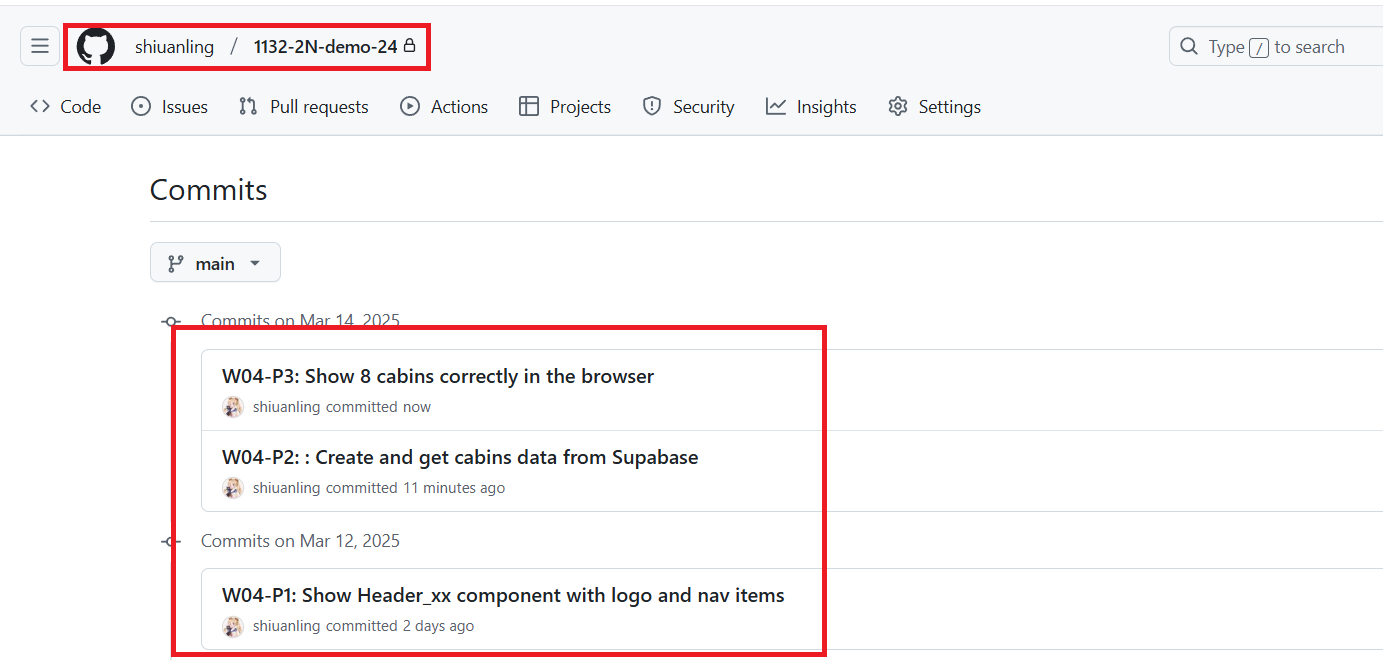 shiuanling / 1132-2N-demo-24
Type / to search
Code Issues Pull requests Actions Projects Security Insights Settings
Commits
main
Commits on Mar 14, 2025
W04-P3: Show 8 cabins correctly in the browser
shiuanling committed now
W04-P2: : Create and get cabins data from Supabase
shiuanling committed 11 minutes ago
Commits on Mar 12, 2025
W04-P1: Show Header_xx component with logo and nav items
shiuanling committed 2 days ago